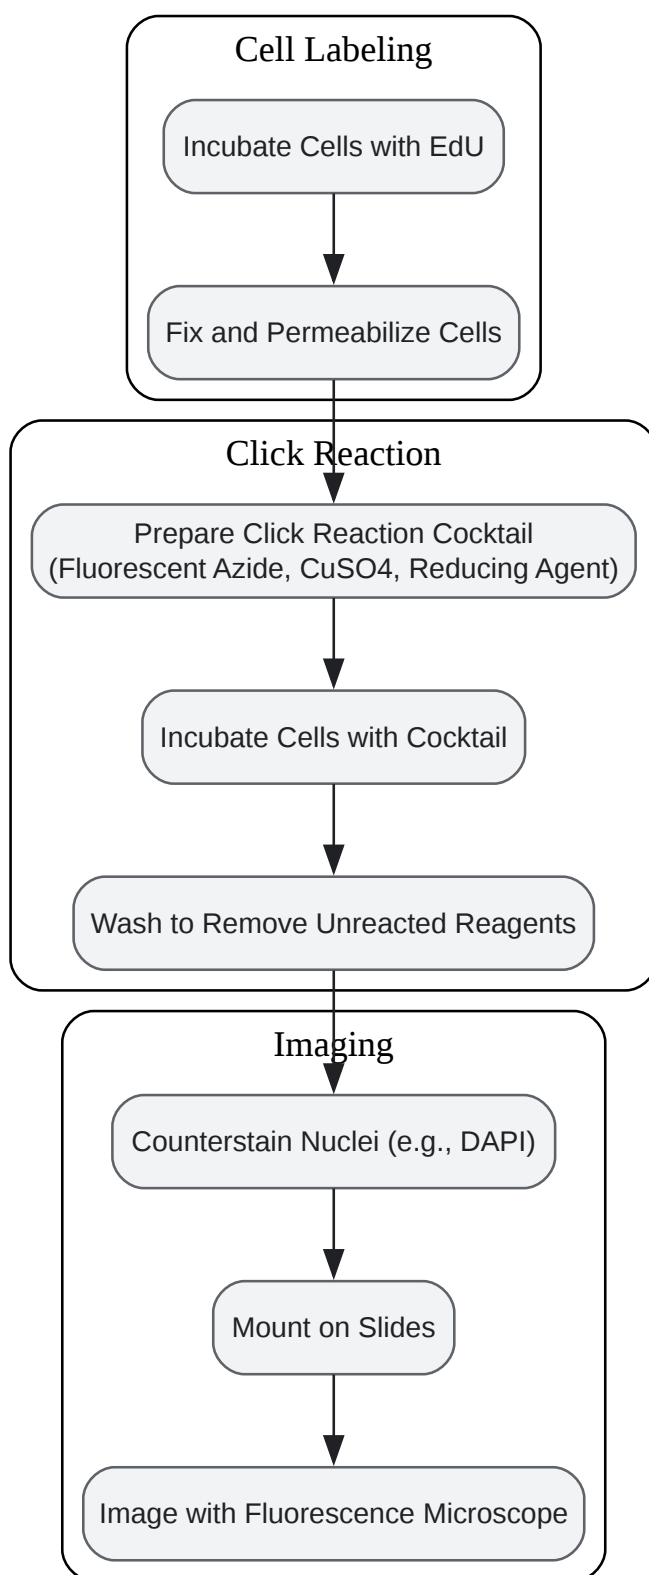 Cell Labeling
Incubate Cells with EdU
Fix and Permeabilize Cells
Click Reaction
Prepare Click Reaction Cocktail
(Fluorescent Azide, CuSO4, Reducing Agent)
Incubate Cells with Cocktail
Wash to Remove Unreacted Reagents
Imaging
Counterstain Nuclei (e.g., DAPI)
Mount on Slides
Image with Fluorescence Microscope